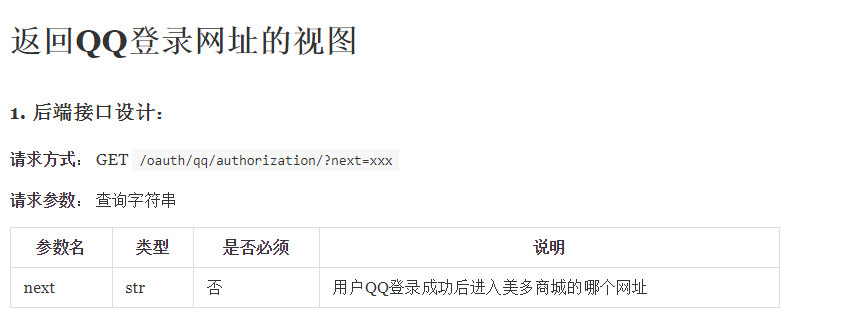 返回QQ登录网址的视图
1. 后端接口设计：
请求方式： GET /oauth/qq/authorization/?next=xxx
请求参数： 查询字符串
参数名 类型 是否必须 说明
next str 否 用户QQ登录成功后进入美多商城的哪个网址